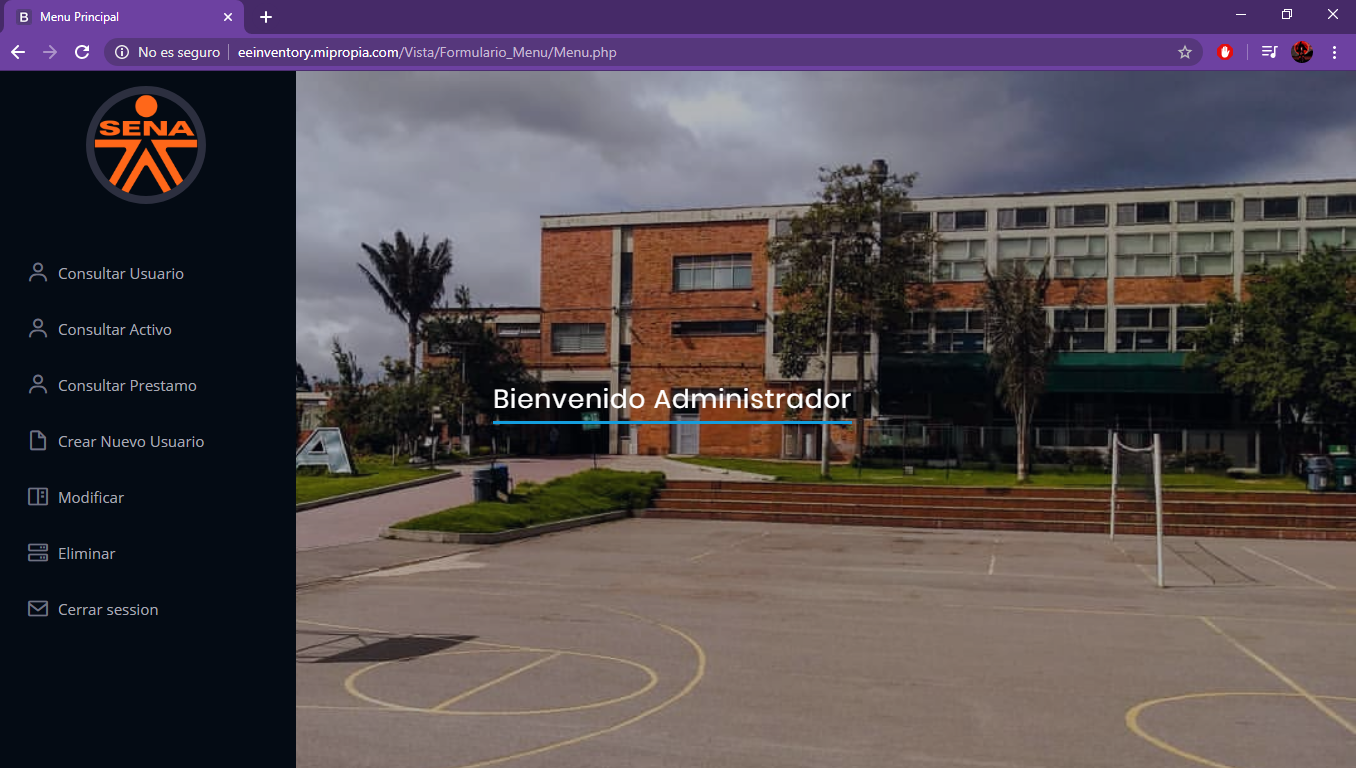 Menu Principal
No es seguro
eeinventory.mipropia.com/Vista/Formulario_Menu/Menu.php
SENA
Consultar Usuario
Consultar Activo
Consultar Prestamo
Crear Nuevo Usuario
Modificar
Eliminar
Cerrar session
Bienvenido Administrador
A